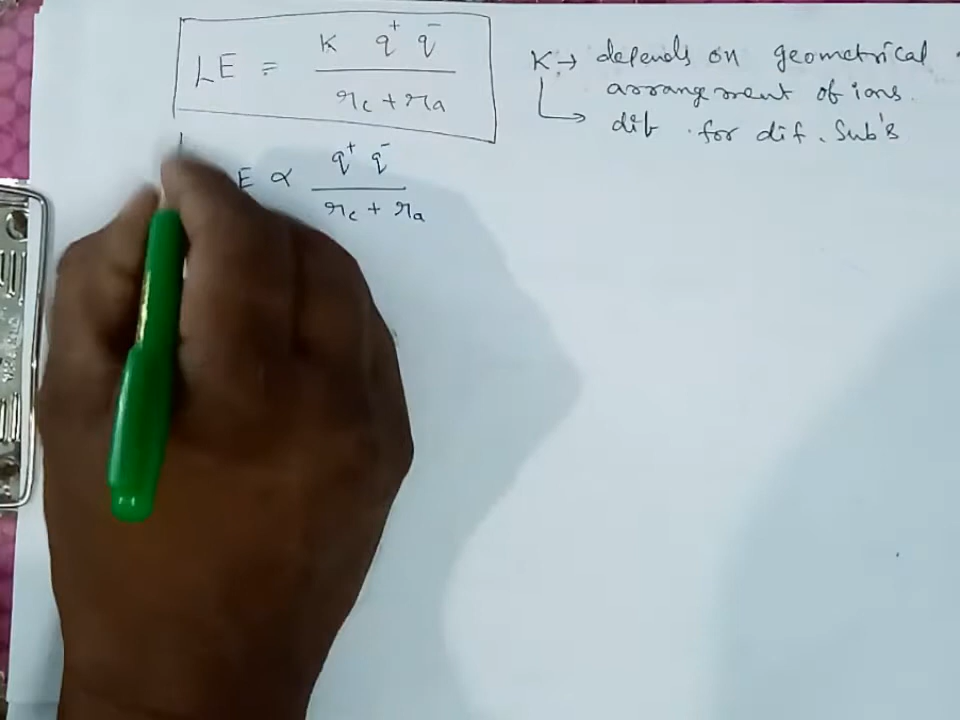 LE = K q⁺ q⁻ / r_c + r_a
K → depends on geometrical
arrangement of ions.
→ dif. for dif. Sub's
E ∝ q⁺ q⁻ / r_c + r_a